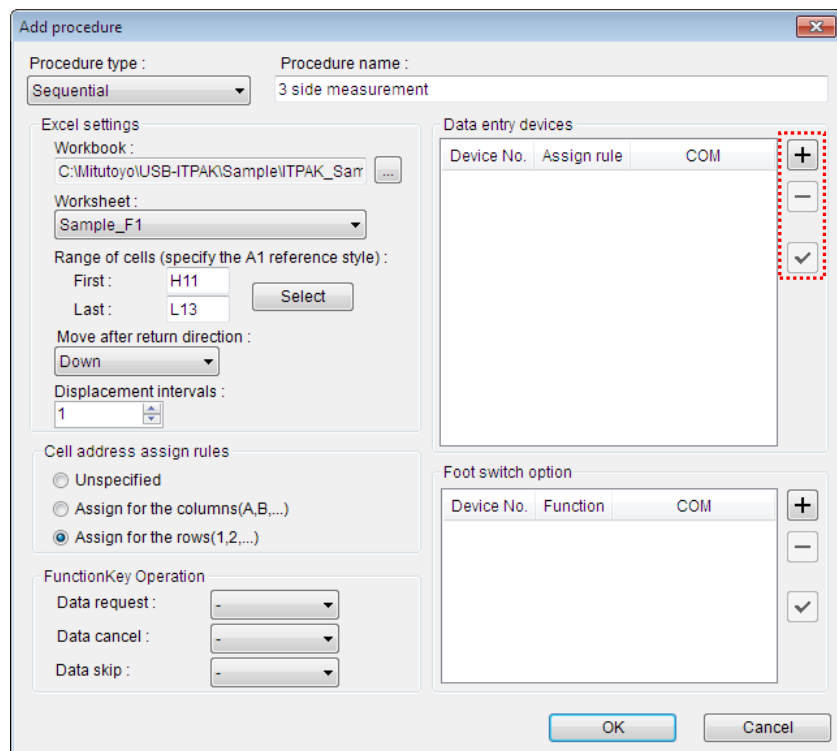 Add procedure
Procedure type :
Procedure name :
Sequential
3 side measurement
Excel settings
Workbook :
C:\Mitutoyo\USB-ITPAK\Sample\ITPAK_Sam
...
Worksheet :
Sample_F1
Range of cells (specify the A1 reference style) :
First :
H11
Last :
L13
Select
Move after return direction :
Down
Displacement intervals :
1
Cell address assign rules
Unspecified
Assign for the columns(A,B,...)
Assign for the rows(1,2,...)
FunctionKey Operation
Data request :
-
Data cancel :
-
Data skip :
-
Data entry devices
Device No. Assign rule COM
Foot switch option
Device No. Function COM
OK
Cancel